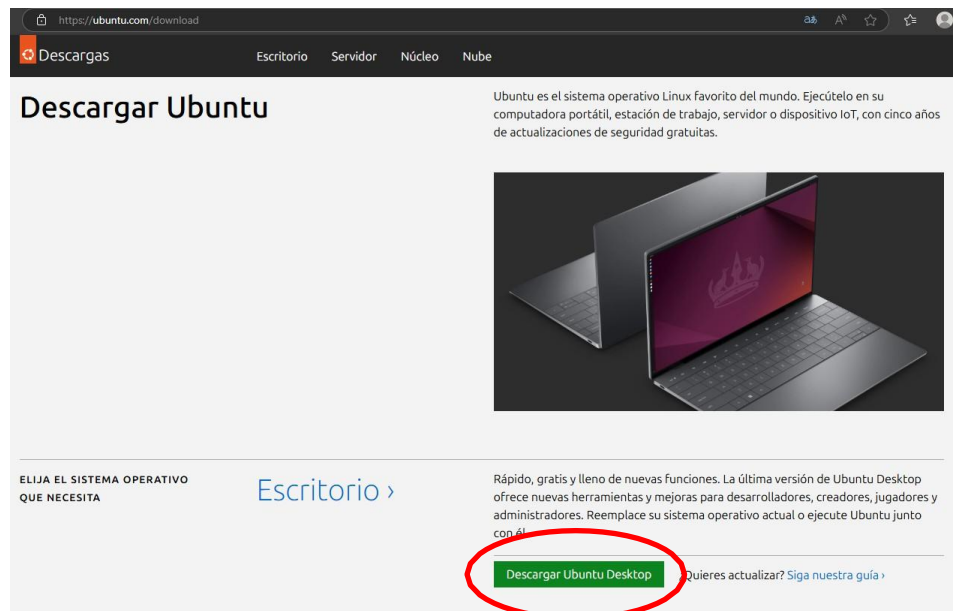 https://ubuntu.com/download
Descargas
Escritorio Servidor Núcleo Nube
Descargar Ubuntu
Ubuntu es el sistema operativo Linux favorito del mundo. Ejecútelo en su
computadora portátil, estación de trabajo, servidor o dispositivo IoT, con cinco años
de actualizaciones de seguridad gratuitas.
ELIJA EL SISTEMA OPERATIVO
QUE NECESITA
Escritorio ›
Rápido, gratis y lleno de nuevas funciones. La última versión de Ubuntu Desktop
ofrece nuevas herramientas y mejoras para desarrolladores, creadores, jugadores y
administradores. Reemplace su sistema operativo actual o ejecute Ubuntu junto
con él.
Descargar Ubuntu Desktop
¿Quieres actualizar? Siga nuestra guía ›